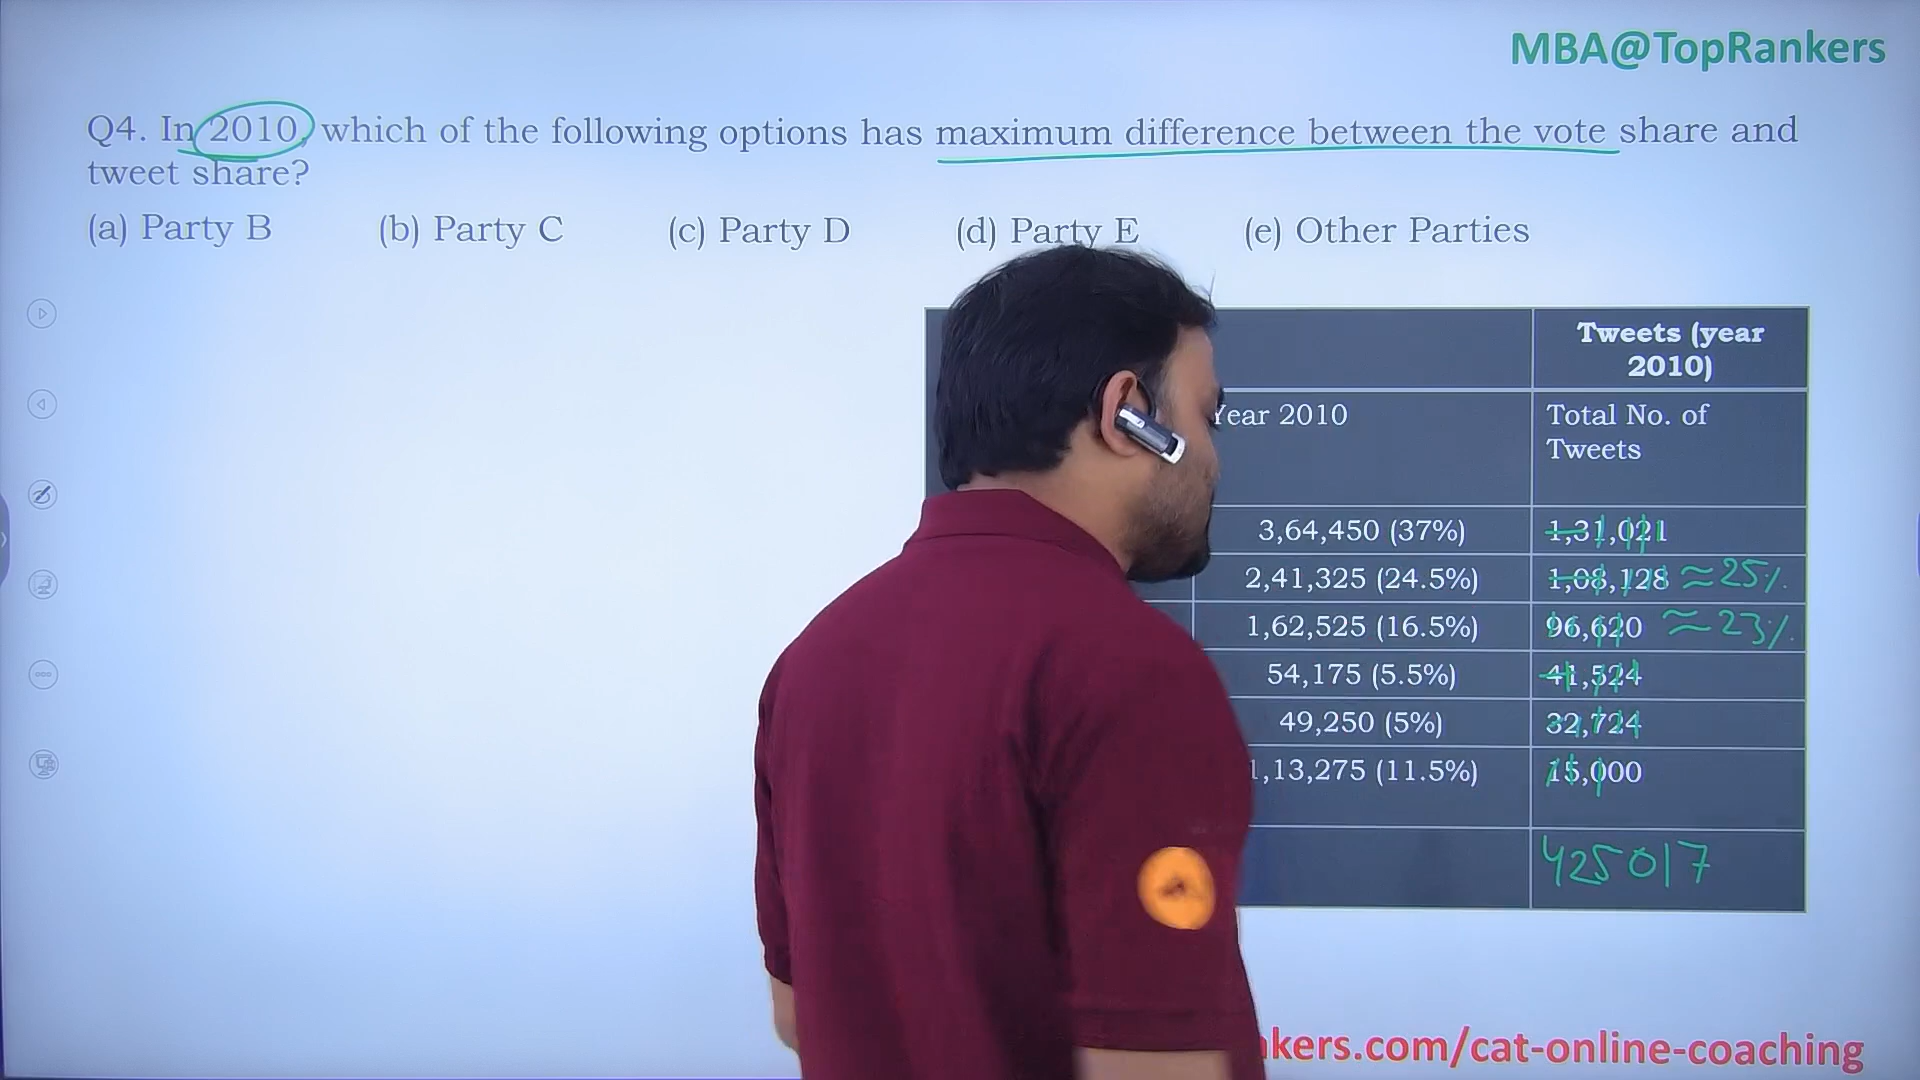 MBA@TopRankers
Q4. In 2010, which of the following options has maximum difference between the vote share and
tweet share?
(a) Party B (b) Party C (c) Party D (d) Party E (e) Other Parties
Tweets (year
2010)
Year 2010 Total No. of
Tweets
3,64,450 (37%) 1,31,021
2,41,325 (24.5%) 1,08,128 ≈25%
1,62,525 (16.5%) 96,620 ≈23%
54,175 (5.5%) 41,524
49,250 (5%) 32,724
1,13,275 (11.5%) 15,000
425017
kers.com/cat-online-coaching